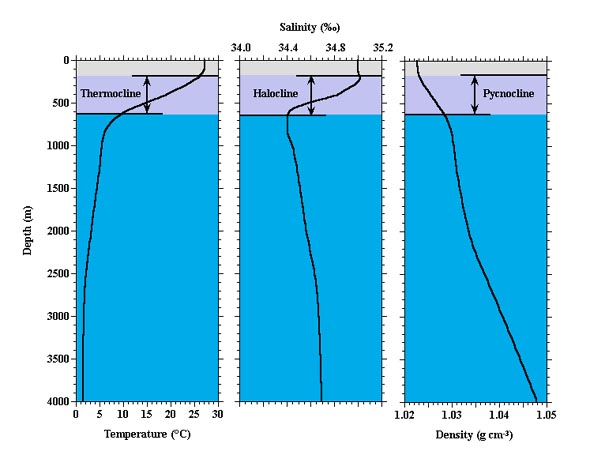 Salinity (‰)
34.0 34.4 34.8 35.2
0
500
1000
1500
2000
2500
3000
3500
4000
Depth (m)
Thermocline
Halocline
Pycnocline
0 5 10 15 20 25 30
1.02 1.03 1.04 1.05
Temperature (°C)
Density (g cm-3)